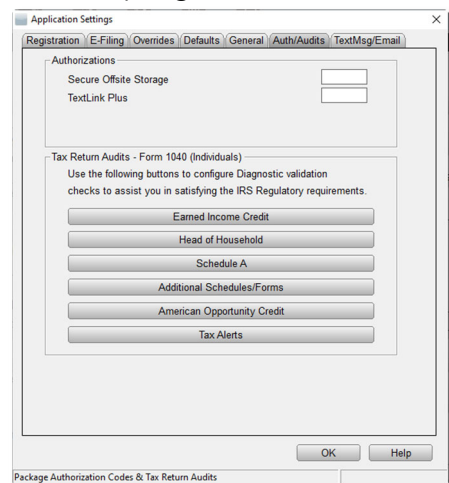 Application Settings
Registration E-Filing Overrides Defaults General Auth/Audits TextMsg/Email
Authorizations
Secure Offsite Storage
TextLink Plus
Tax Return Audits - Form 1040 (Individuals)
Use the following buttons to configure Diagnostic validation
checks to assist you in satisfying the IRS Regulatory requirements.
Earned Income Credit
Head of Household
Schedule A
Additional Schedules/Forms
American Opportunity Credit
Tax Alerts
OK Help
Package Authorization Codes & Tax Return Audits